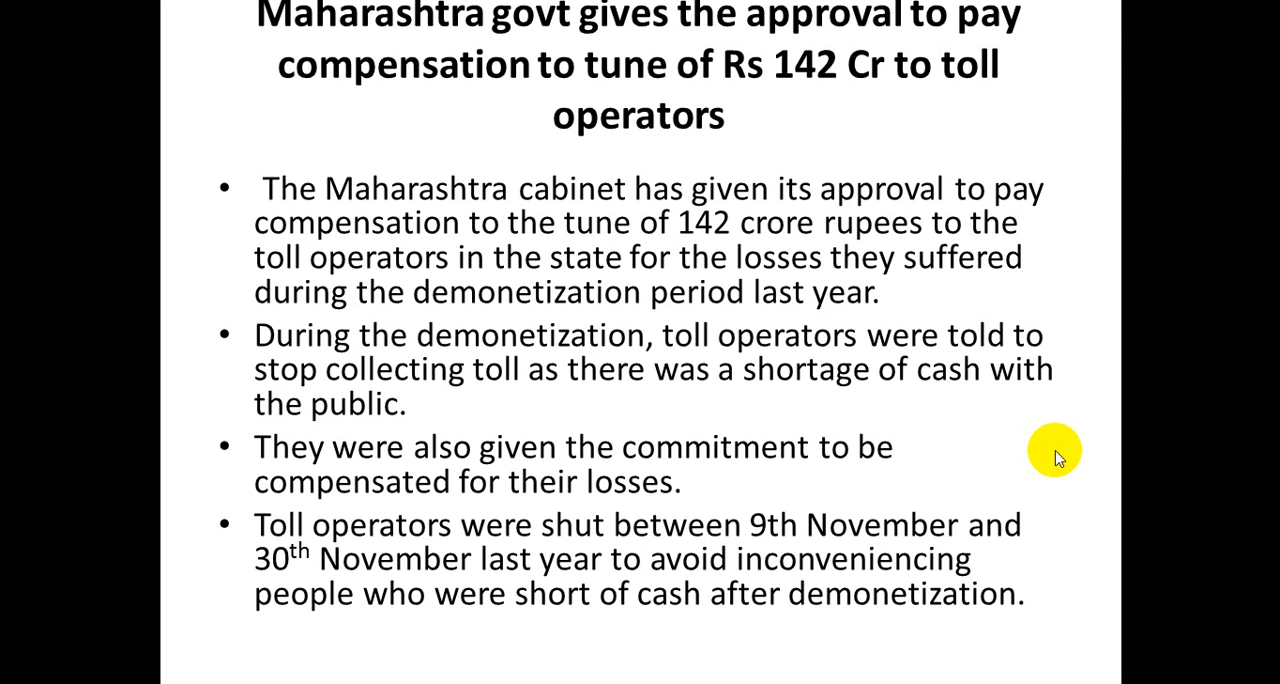 Maharashtra govt gives the approval to pay
compensation to tune of Rs 142 Cr to toll
operators
• The Maharashtra cabinet has given its approval to pay
compensation to the tune of 142 crore rupees to the
toll operators in the state for the losses they suffered
during the demonetization period last year.
• During the demonetization, toll operators were told to
stop collecting toll as there was a shortage of cash with
the public.
• They were also given the commitment to be
compensated for their losses.
• Toll operators were shut between 9th November and
30th November last year to avoid inconveniencing
people who were short of cash after demonetization.